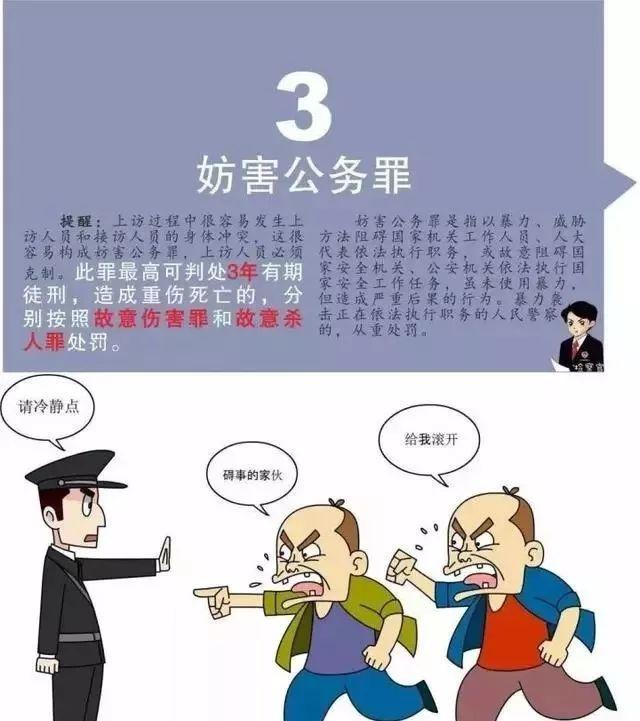 3
妨害公务罪
提醒：上访过程中很容易发生上
访人员和接访人员的身体冲突，这很
容易构成妨害公务罪，上访人员必须
克制。此罪最高可判处3年有期
徒刑，造成重伤死亡的，分
别按照故意伤害罪和故意杀
人罪处罚。
妨害公务罪是指以暴力、威胁
方法阻碍国家机关工作人员、人大
代表依法执行职务，或故意阻碍国
家安全机关、公安机关依法执行国
家安全工作任务，虽未使用暴力，
但造成严重后果的行为。暴力袭
击正在依法执行职务的人民警察
的，从重处罚。
检察官
请冷静点
碍事的家伙
给我滚开